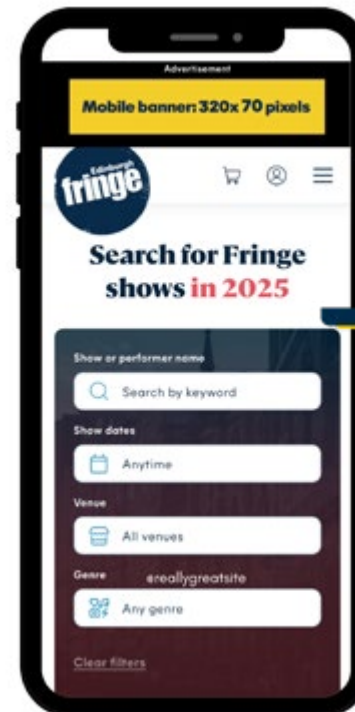 Advertisement
Mobile banner: 320x 70 pixels
Edinburgh
fringe
Search for Fringe
shows in 2025
Show or performer name
Search by keyword
Show dates
Anytime
Venue
All venues
Genre
@reallygreatsite
Any genre
Clear filters